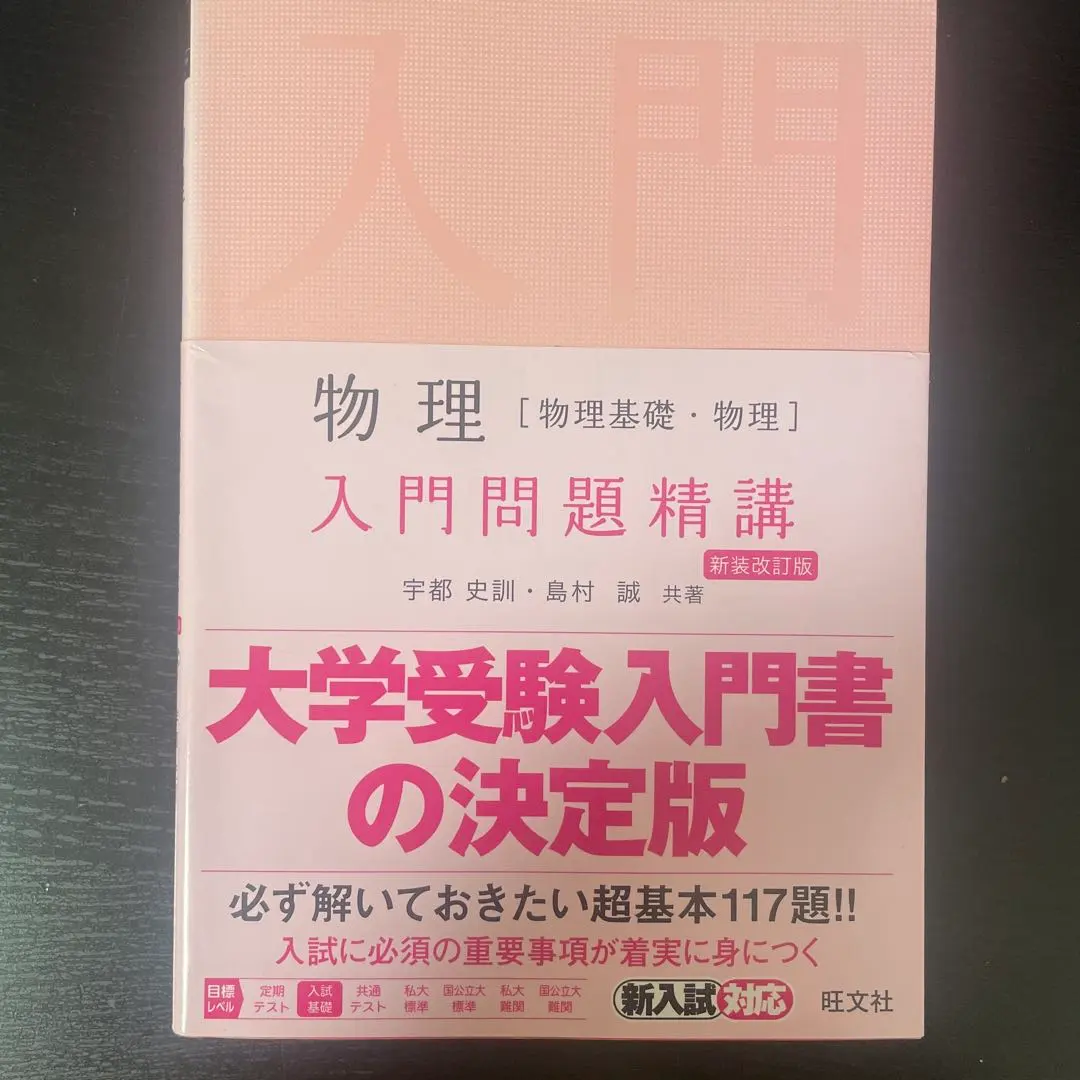 入門
物理 [物理基礎・物理]
入門問題精講
新装改訂版
宇都 史訓・島村 誠 共著
大学受験入門書
の決定版
必ず解いておきたい超基本117題!!
入試に必須の重要事項が着実に身につく
目標レベル 定期テスト 入試基礎 共通テスト 私大標準 国公立大標準 私大難関 国公立大難関
新入試対応 旺文社